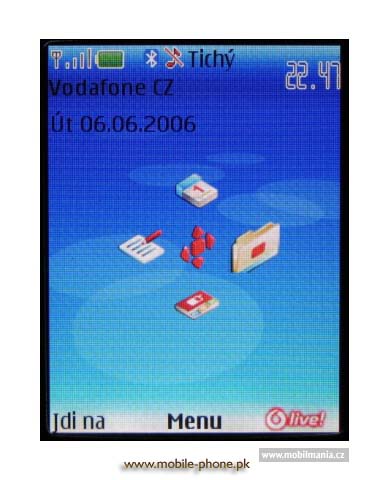 Tichý
22.47
Vodafone CZ
Út 06.06.2006
1
Jdi na Menu live!
www.mobilmania.cz
www.mobile-phone.pk